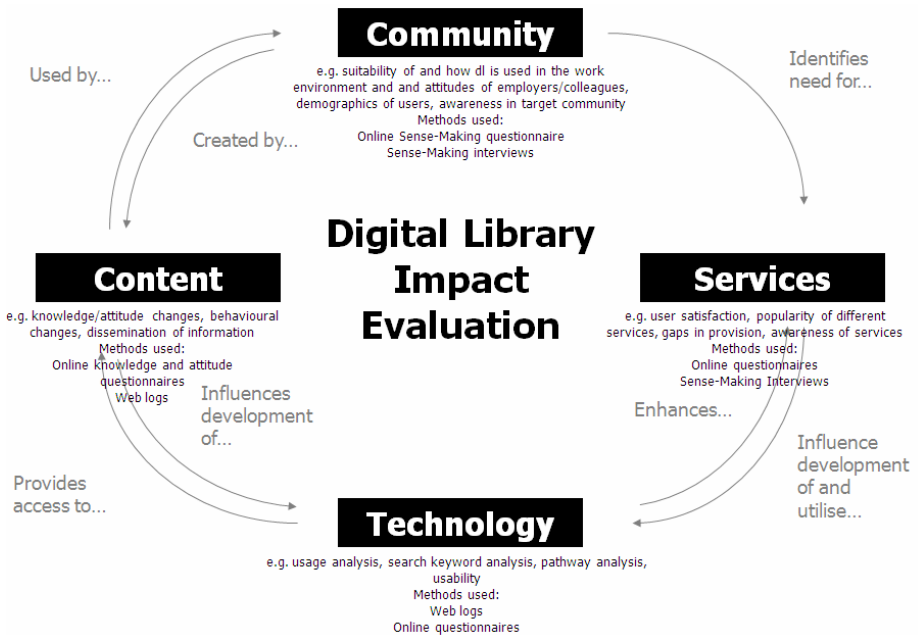 Community
e.g. suitability of and how dl is used in the work
environment and and attitudes of employers/colleagues,
demographics of users, awareness in target community
Methods used:
Online Sense-Making questionnaire
Sense-Making interviews
Used by...
Created by...
Identifies
need for...
Digital Library
Impact
Evaluation
Content
e.g. knowledge/attitude changes, behavioural
changes, dissemination of information
Methods used:
Online knowledge and attitude
questionnaires
Web logs
Services
e.g. user satisfaction, popularity of different
services, gaps in provision, awareness of services
Methods used:
Online questionnaires
Sense-Making Interviews
Influences
development
of...
Provides
access to...
Enhances...
Influence
development
of and
utilise...
Technology
e.g. usage analysis, search keyword analysis, pathway analysis,
usability
Methods used:
Web logs
Online questionnaires